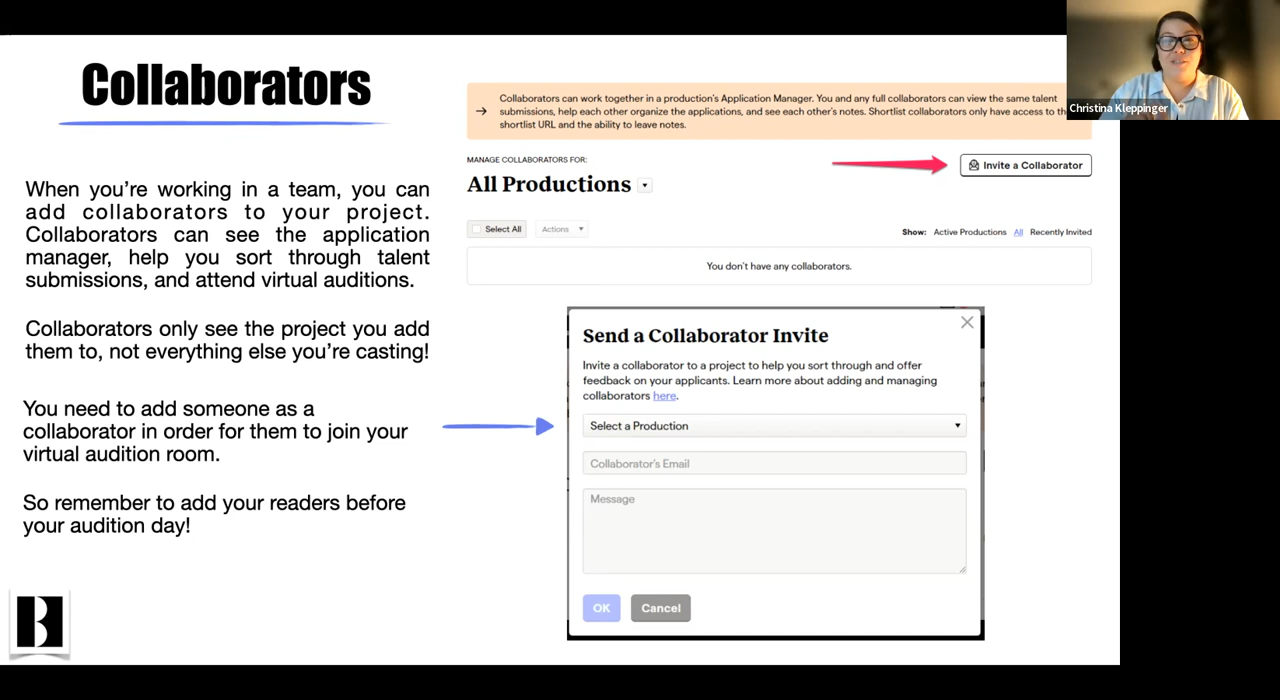 Collaborators
When you're working in a team, you can
add collaborators to your project.
Collaborators can see the application
manager, help you sort through talent
submissions, and attend virtual auditions.
Collaborators only see the project you add
them to, not everything else you're casting!
You need to add someone as a
collaborator in order for them to join your
virtual audition room.
So remember to add your readers before
your audition day!
B
Collaborators can work together in a production's Application Manager. You and any full collaborators can view the same talent
submissions, help each other organize the applications, and see each other's notes. Shortlist collaborators only have access to th
shortlist URL and the ability to leave notes.
MANAGE COLLABORATORS FOR:
All Productions
Invite a Collaborator
Select All
Actions
Show: Active Productions All Recently Invited
You don't have any collaborators.
Send a Collaborator Invite
Invite a collaborator to a project to help you sort through and offer
feedback on your applicants. Learn more about adding and managing
collaborators here.
Select a Production
Collaborator's Email
Message
OK
Cancel
Christina Kleppinger